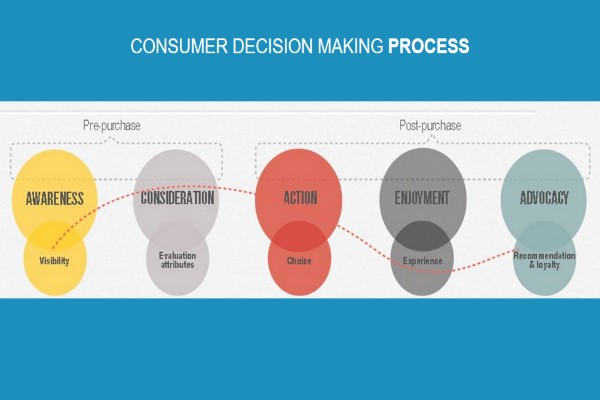 CONSUMER DECISION MAKING PROCESS
Pre-purchase
Post-purchase
AWARENESS
CONSIDERATION
ACTION
ENJOYMENT
ADVOCACY
Visibility
Evaluation
attributes
Choice
Experience
Recommendation
& loyalty